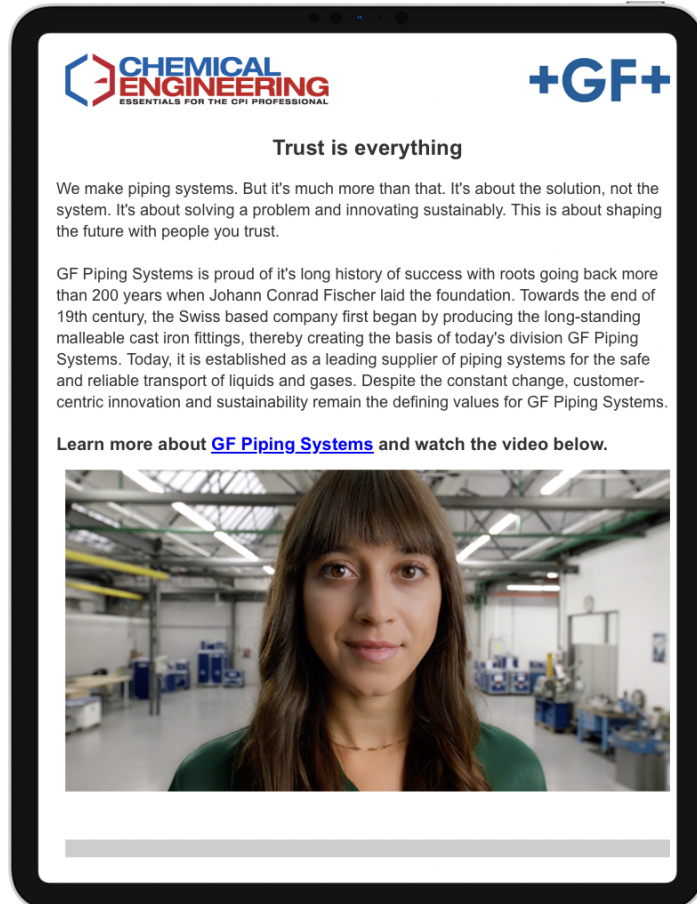 CHEMICAL
ENGINEERING
ESSENTIALS FOR THE CPI PROFESSIONAL
+GF+
Trust is everything
We make piping systems. But it's much more than that. It's about the solution, not the
system. It's about solving a problem and innovating sustainably. This is about shaping
the future with people you trust.
GF Piping Systems is proud of it's long history of success with roots going back more
than 200 years when Johann Conrad Fischer laid the foundation. Towards the end of
19th century, the Swiss based company first began by producing the long-standing
malleable cast iron fittings, thereby creating the basis of today's division GF Piping
Systems. Today, it is established as a leading supplier of piping systems for the safe
and reliable transport of liquids and gases. Despite the constant change, customer-
centric innovation and sustainability remain the defining values for GF Piping Systems.
Learn more about GF Piping Systems and watch the video below.